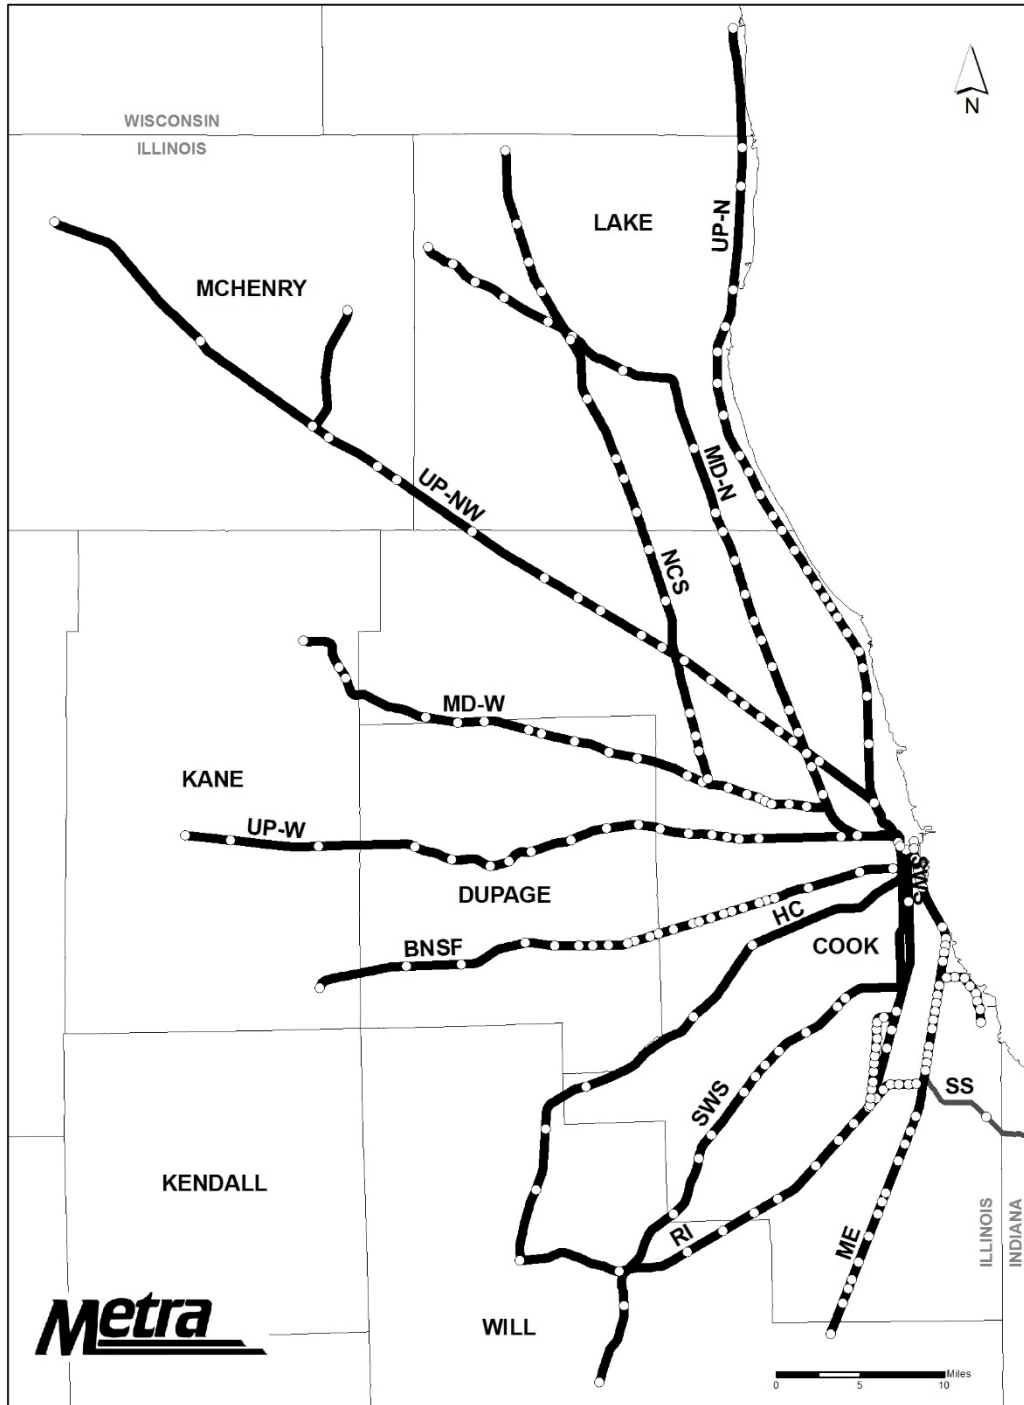 WISCONSIN
ILLINOIS
N
LAKE
UP-N
MCHENRY
UP-NW
MD-N
NCS
MD-W
KANE
UP-W
DUPAGE
SWS
HC
BNSF
COOK
SWS
SS
KENDALL
RI
ME
ILLINOIS
INDIANA
Metra
WILL
Miles
0 5 10